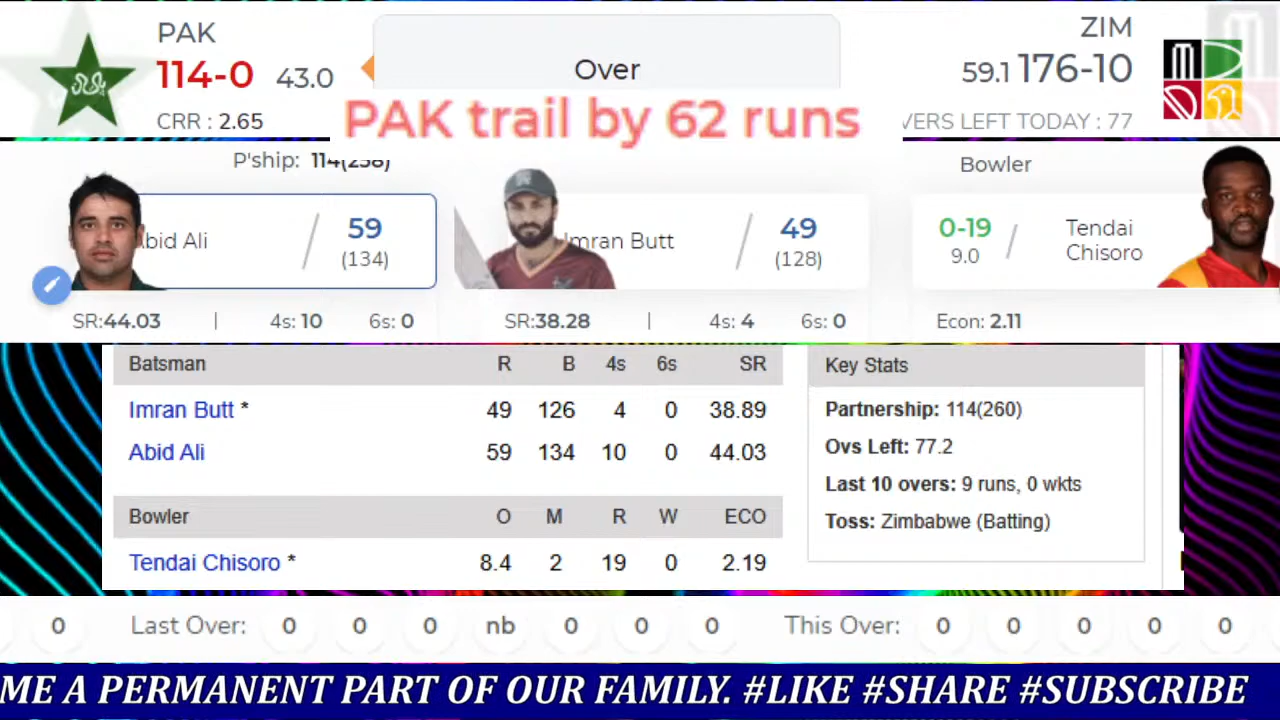 PAK
114-0 43.0
CRR : 2.65
Over
PAK trail by 62 runs
ZIM
59.1 176-10
VERS LEFT TODAY : 77
P'ship: 114(258)
Abid Ali
59
(134)
SR:44.03 | 4s: 10 6s: 0
Imran Butt
49
(128)
SR:38.28 | 4s: 4 6s: 0
Bowler
0-19
9.0
Tendai
Chisoro
Econ: 2.11
Batsman R B 4s 6s SR
Imran Butt * 49 126 4 0 38.89
Abid Ali 59 134 10 0 44.03
Bowler O M R W ECO
Tendai Chisoro * 8.4 2 19 0 2.19
Key Stats
Partnership: 114(260)
Ovs Left: 77.2
Last 10 overs: 9 runs, 0 wkts
Toss: Zimbabwe (Batting)
0 Last Over: 0 0 0 nb 0 0 0 This Over: 0 0 0 0 0
ME A PERMANENT PART OF OUR FAMILY. #LIKE #SHARE #SUBSCRIBE